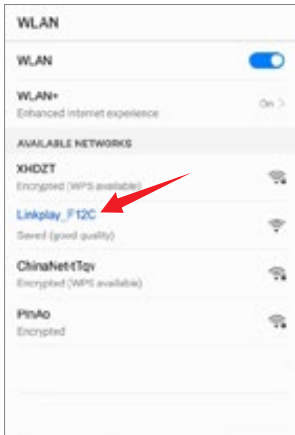 WLAN
WLAN
WLAN+
Enhanced internet experience
On
AVAILABLE NETWORKS
XHDZT
Encrypted (WPS available)
Linkplay_F12C
Saved (good quality)
ChinaNet-tTqv
Encrypted (WPS available)
PInAo
Encrypted